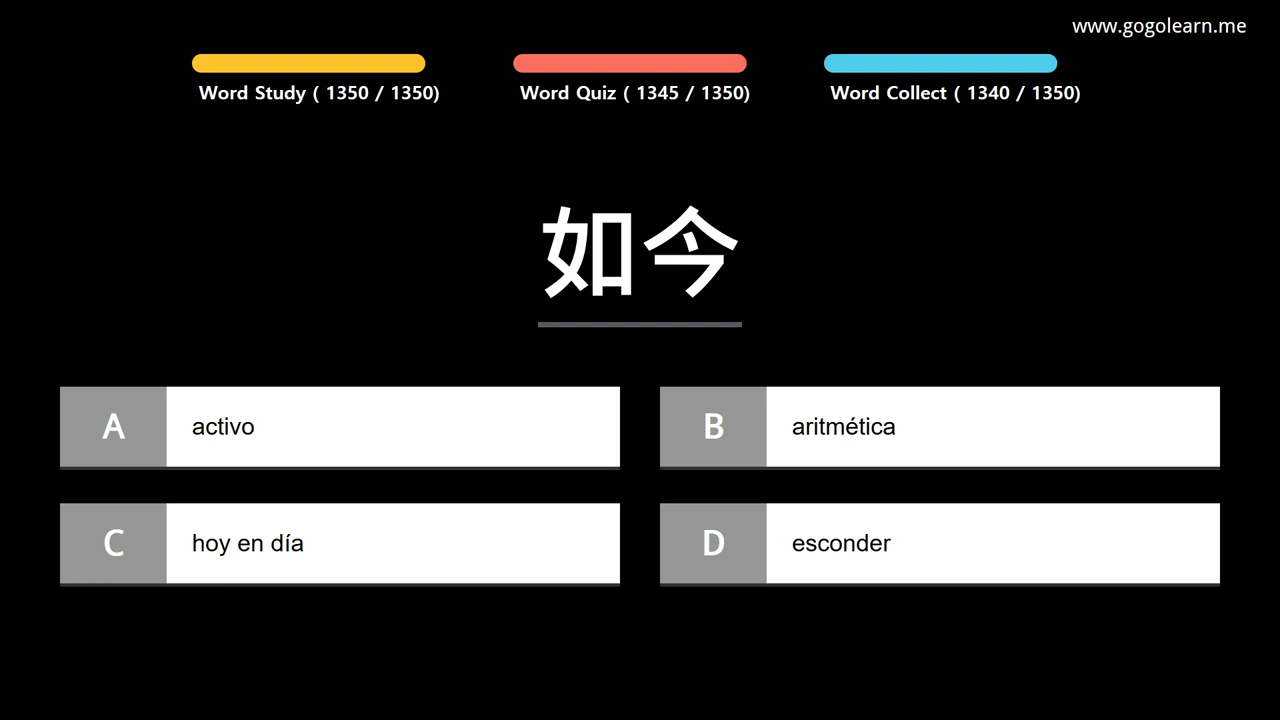 www.gogolearn.me
Word Study ( 1350 / 1350)
Word Quiz ( 1345 / 1350)
Word Collect ( 1340 / 1350)
如今
A activo
B aritmética
C hoy en día
D esconder